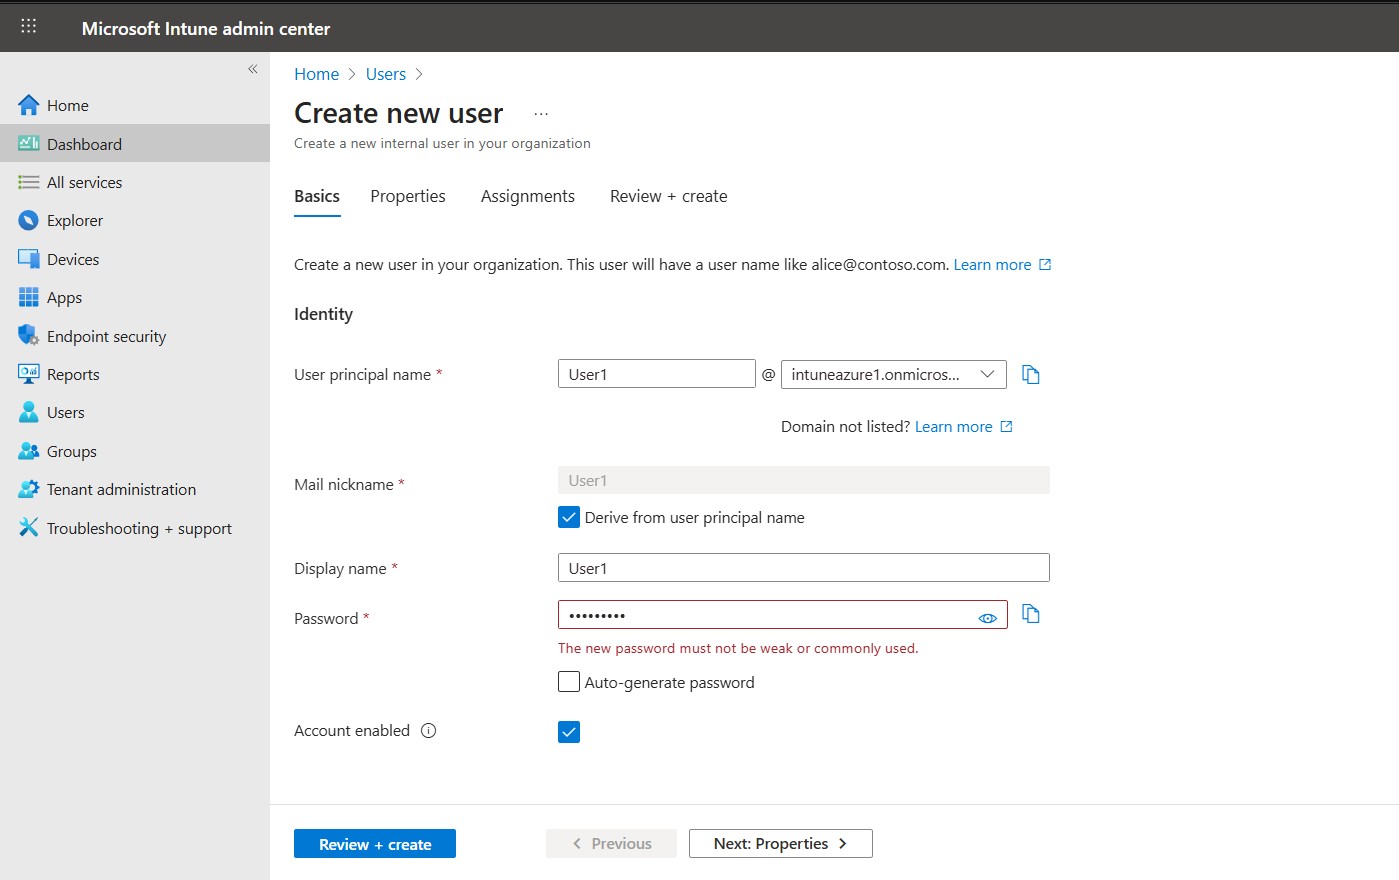 Microsoft Intune admin center
«
Home
Dashboard
All services
Explorer
Devices
Apps
Endpoint security
Reports
Users
Groups
Tenant administration
Troubleshooting + support
Home > Users >
Create new user ...
Create a new internal user in your organization
Basics Properties Assignments Review + create
Create a new user in your organization. This user will have a user name like alice@contoso.com. Learn more
Identity
User principal name * User1 @ intuneazure1.onmicros...
Domain not listed? Learn more
Mail nickname * User1
Derive from user principal name
Display name * User1
Password * •••••••••
The new password must not be weak or commonly used.
Auto-generate password
Account enabled
Review + create < Previous Next: Properties >